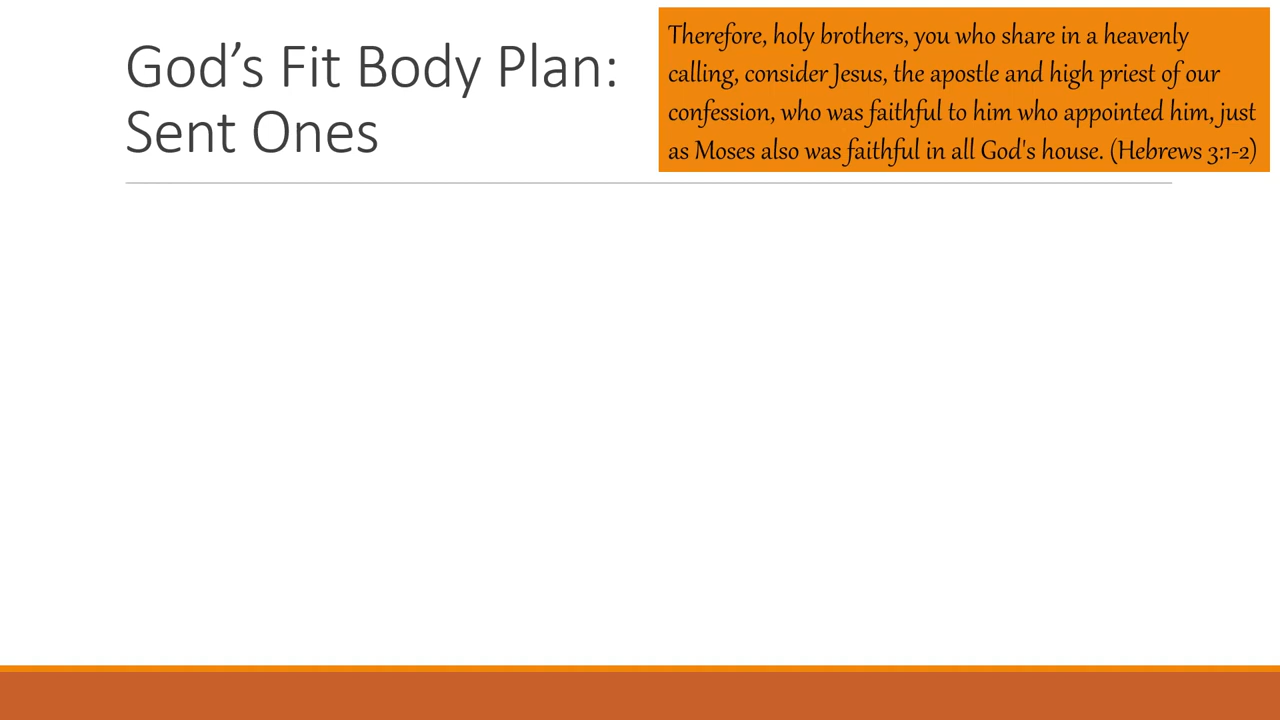 God’s Fit Body Plan:
Sent Ones
Therefore, holy brothers, you who share in a heavenly
calling, consider Jesus, the apostle and high priest of our
confession, who was faithful to him who appointed him, just
as Moses also was faithful in all God's house. (Hebrews 3:1-2)